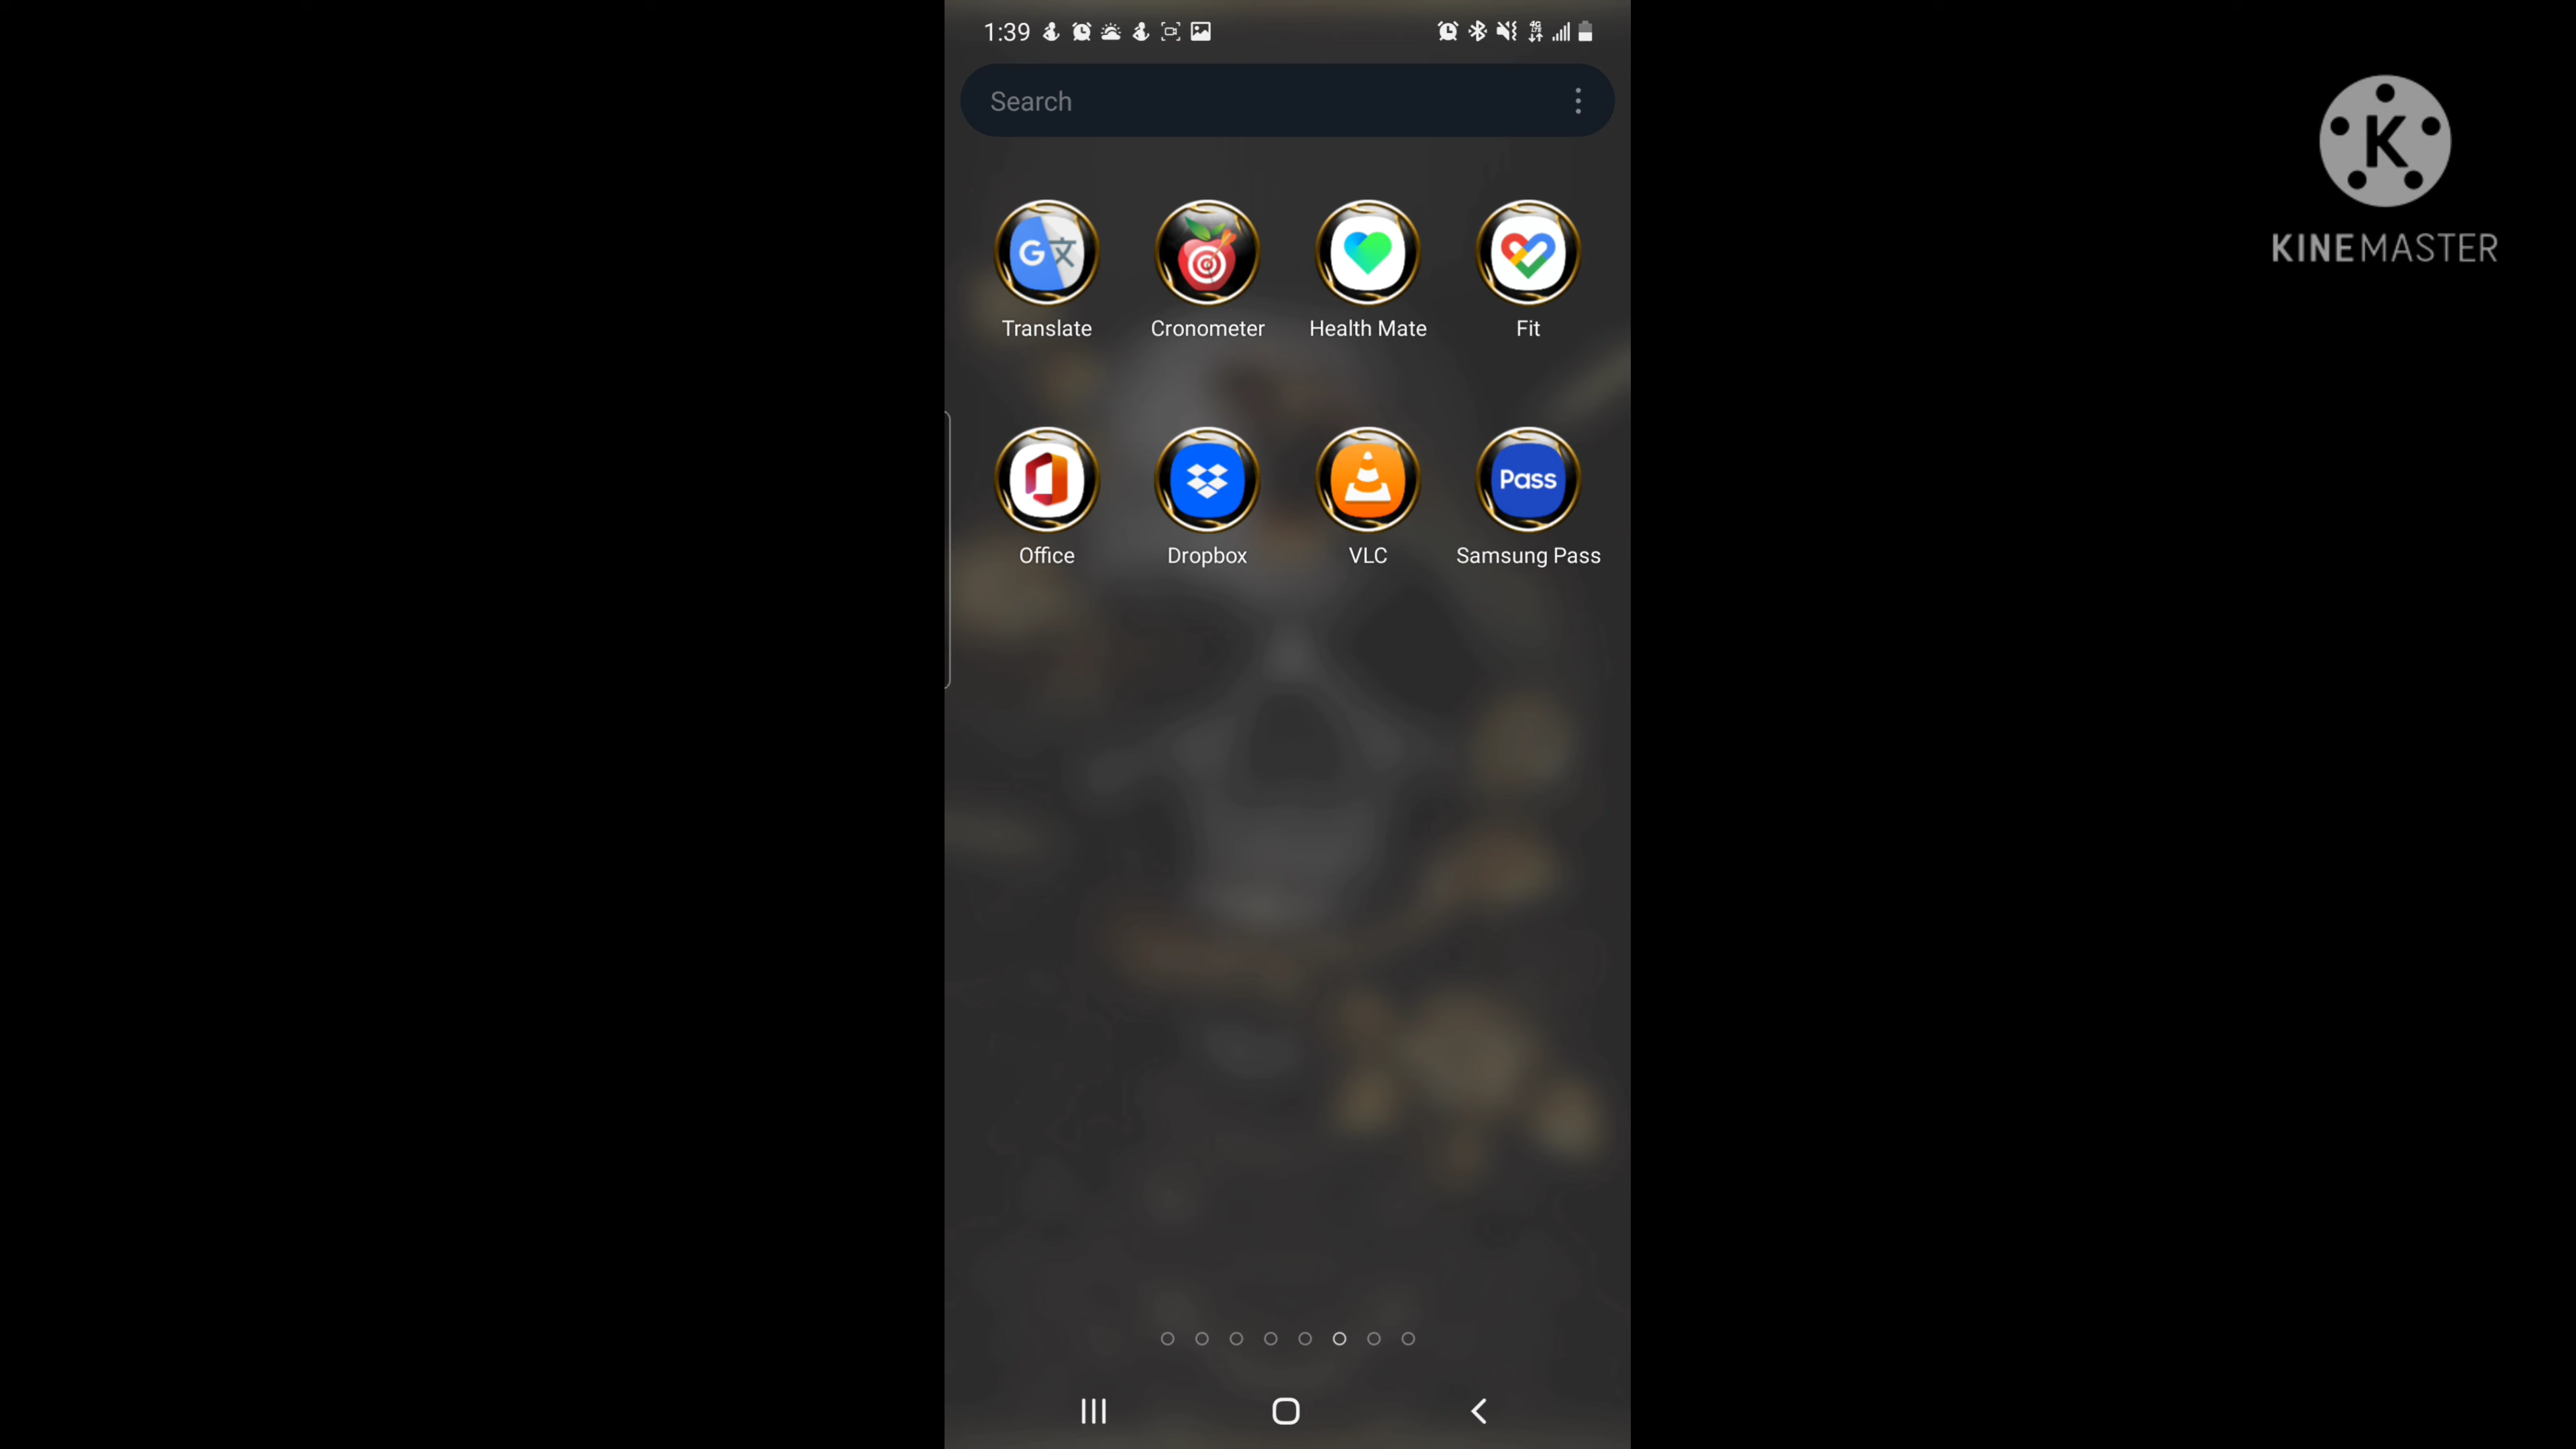 1:39
Search
Translate Cronometer Health Mate Fit
Pass
Office Dropbox VLC Samsung Pass
K
KINEMASTER